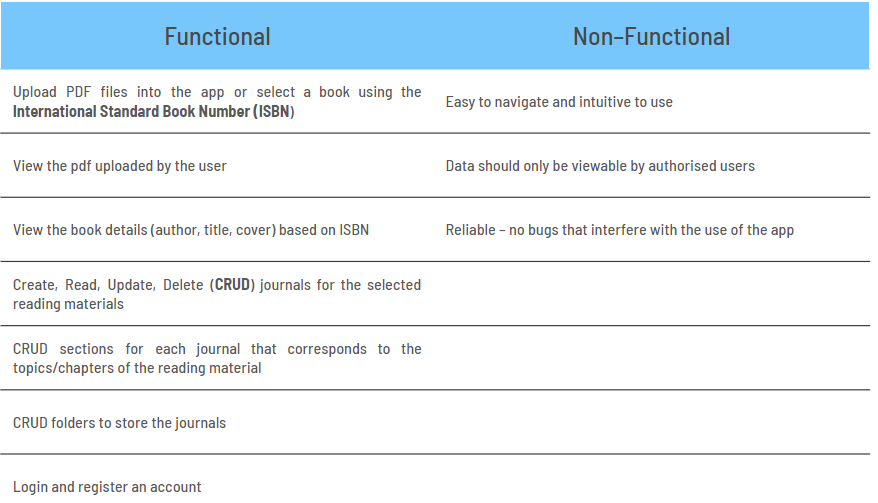 Functional
Non-Functional
Upload PDF files into the app or select a book using the
International Standard Book Number (ISBN)
Easy to navigate and intuitive to use
View the pdf uploaded by the user
Data should only be viewable by authorised users
View the book details (author, title, cover) based on ISBN
Reliable – no bugs that interfere with the use of the app
Create, Read, Update, Delete (CRUD) journals for the selected
reading materials
CRUD sections for each journal that corresponds to the
topics/chapters of the reading material
CRUD folders to store the journals
Login and register an account